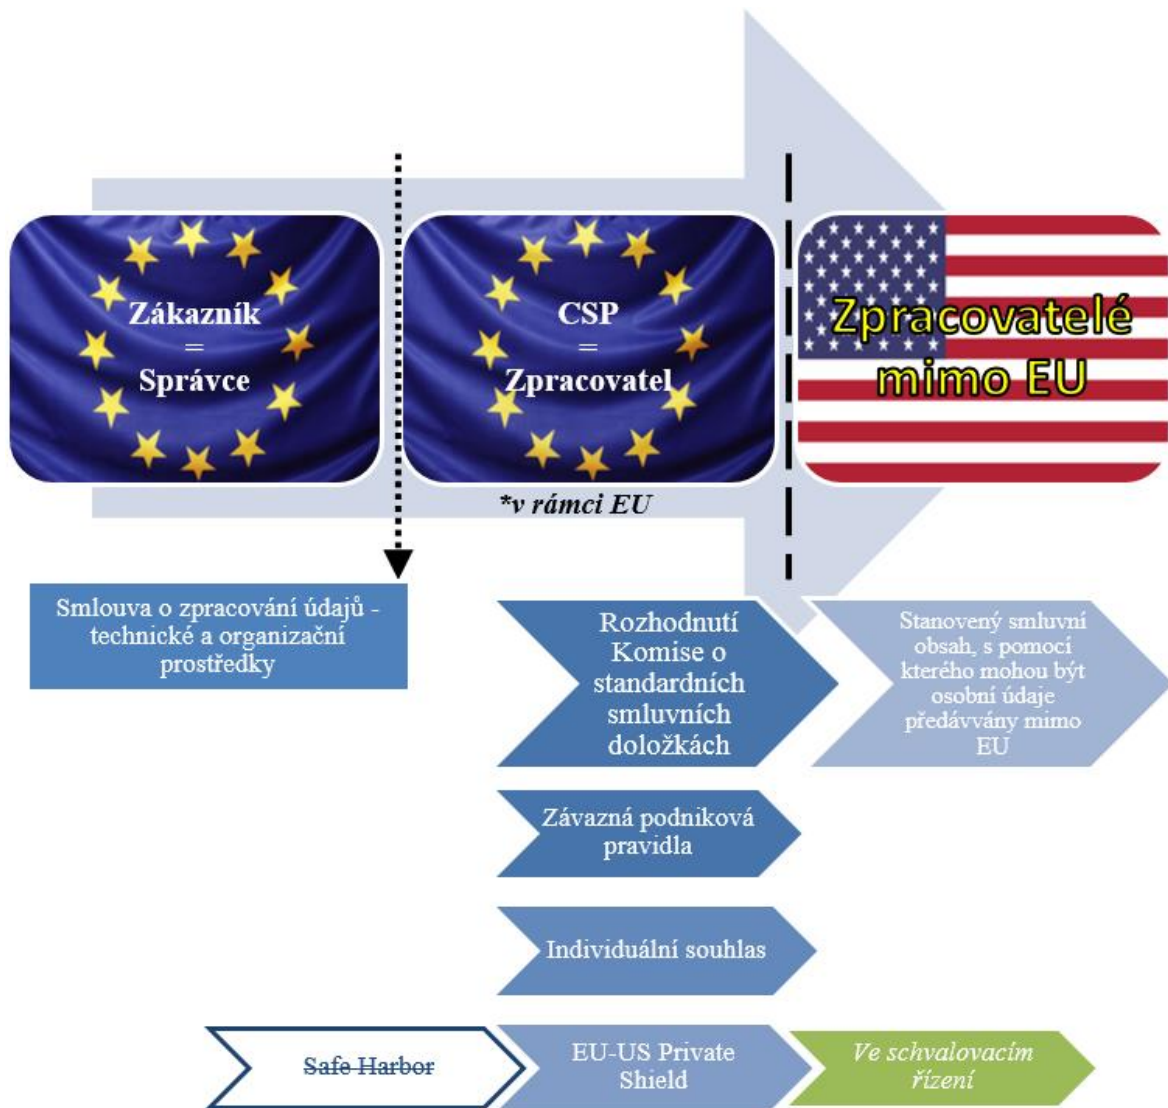 Zákazník
=
Správce
CSP
=
Zpracovatel
Zpracovatelé
mimo EU
*v rámci EU
Smlouva o zpracování údajů -
technické a organizační
prostředky
Rozhodnutí
Komise o
standardních
smluvních
doložkách
Stanovený smluvní
obsah, s pomocí
kterého mohou být
osobní údaje
předávvány mimo
EU
Závazná podniková
pravidla
Individuální souhlas
Safe Harbor
EU-US Private
Shield
Ve schvalovacím
řízení